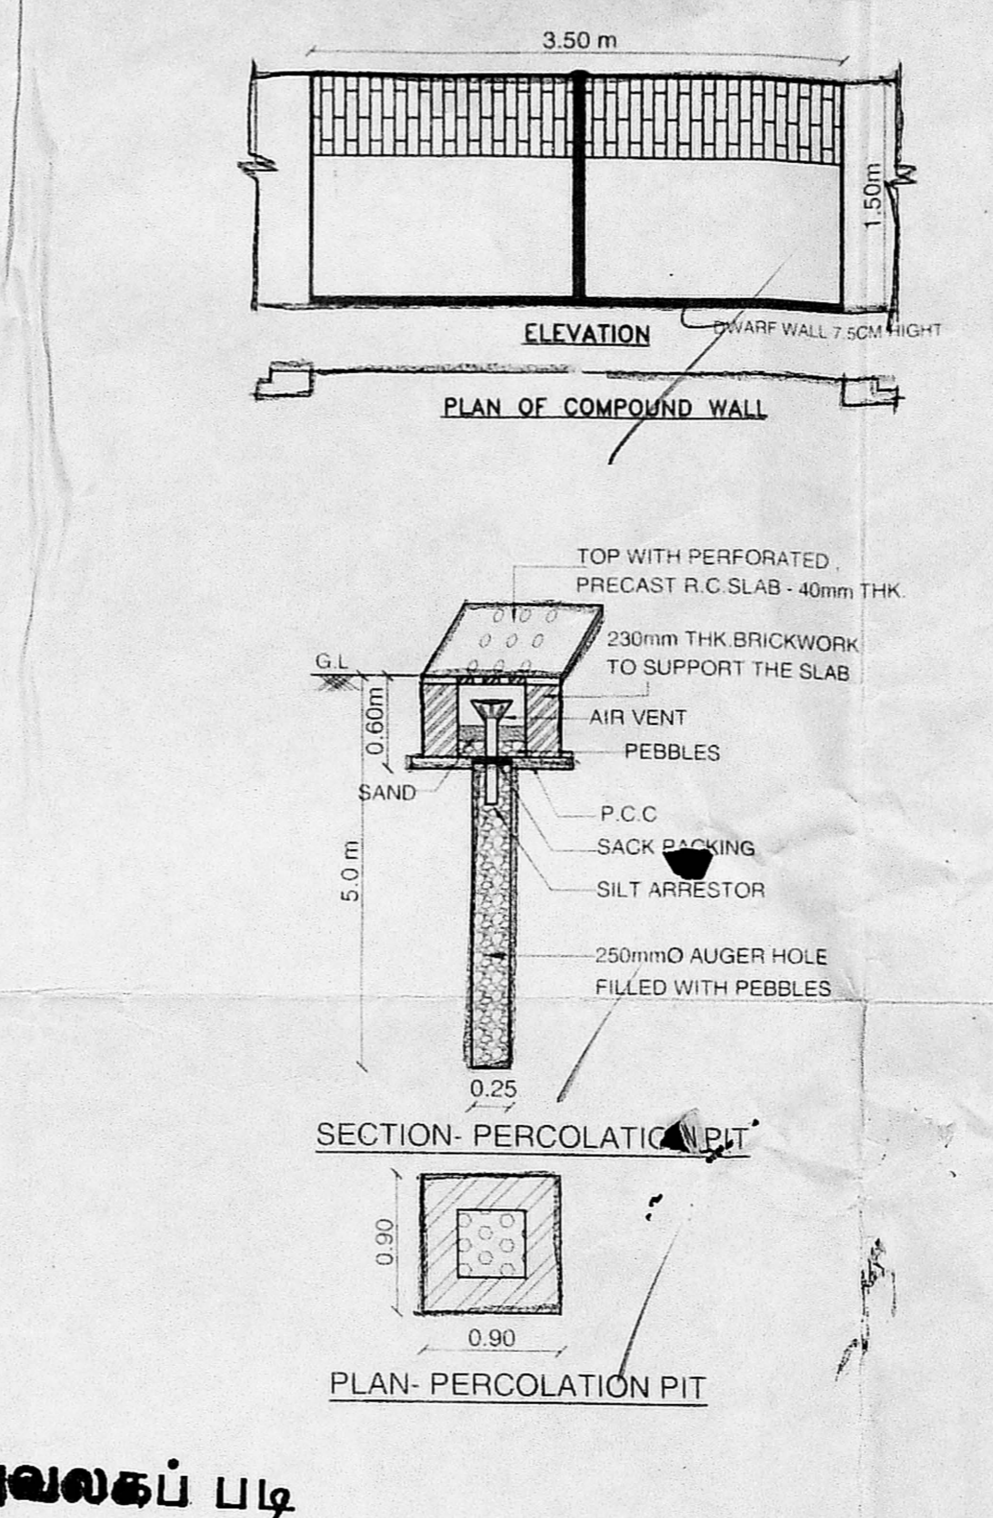 3.50 m
1.50m
DWARF WALL 7.5CM HIGHT
ELEVATION
PLAN OF COMPOUND WALL
TOP WITH PERFORATED
PRECAST R.C.SLAB - 40mm THK.
230mm THK.BRICKWORK
TO SUPPORT THE SLAB
G.L
0.60m
AIR VENT
PEBBLES
SAND
P.C.C
SACK PACKING
SILT ARRESTOR
5.0 m
250mmO AUGER HOLE
FILLED WITH PEBBLES
0.25
SECTION- PERCOLATION PIT
0.90
0.90
PLAN- PERCOLATION PIT
படி